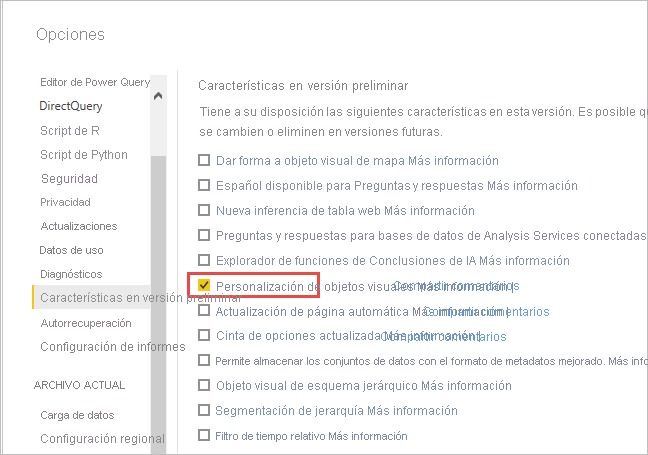 Opciones
Editor de Power Query
DirectQuery
Script de R
Script de Python
Seguridad
Privacidad
Actualizaciones
Datos de uso
Diagnósticos
Características en versión preliminar
Autorrecuperación
Configuración de informes
ARCHIVO ACTUAL
Carga de datos
Configuración regional
Características en versión preliminar
Tiene a su disposición las siguientes características en esta versión. Es posible
se cambien o eliminen en versiones futuras.
Dar forma a objeto visual de mapa Más información
Español disponible para Preguntas y respuestas Más información
Nueva inferencia de tabla web Más información
Preguntas y respuestas para bases de datos de Analysis Services conectadas
Explorador de funciones de Conclusiones de IA Más información
Personalización de objetos visuales Más información | Compartir comentarios
Actualización de página automática Más información | Compartir comentarios
Cinta de opciones actualizada Más información | Compartir comentarios
Permite almacenar los conjuntos de datos con el formato de metadatos mejorado. Más
Objeto visual de esquema jerárquico Más información
Segmentación de jerarquía Más información
Filtro de tiempo relativo Más información